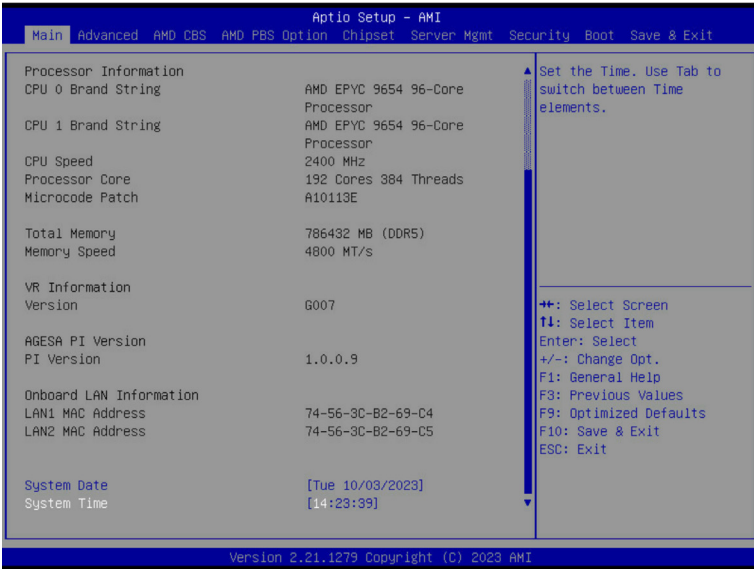 Aptio Setup – AMI
Main Advanced AMD CBS AMD PBS Option Chipset Server Mgmt Security Boot Save & Exit
Processor Information
CPU 0 Brand String AMD EPYC 9654 96-Core
Processor
CPU 1 Brand String AMD EPYC 9654 96-Core
Processor
CPU Speed 2400 MHz
Processor Core 192 Cores 384 Threads
Microcode Patch A10113E
Total Memory 786432 MB (DDR5)
Memory Speed 4800 MT/s
VR Information
Version G007
AGESA PI Version
PI Version 1.0.0.9
Onboard LAN Information
LAN1 MAC Address 74-56-3C-B2-69-C4
LAN2 MAC Address 74-56-3C-B2-69-C5
System Date [Tue 10/03/2023]
System Time [14:23:39]
Set the Time. Use Tab to
switch between Time
elements.
→←: Select Screen
↑↓: Select Item
Enter: Select
+/-: Change Opt.
F1: General Help
F3: Previous Values
F9: Optimized Defaults
F10: Save & Exit
ESC: Exit
Version 2.21.1279 Copyright (C) 2023 AMI